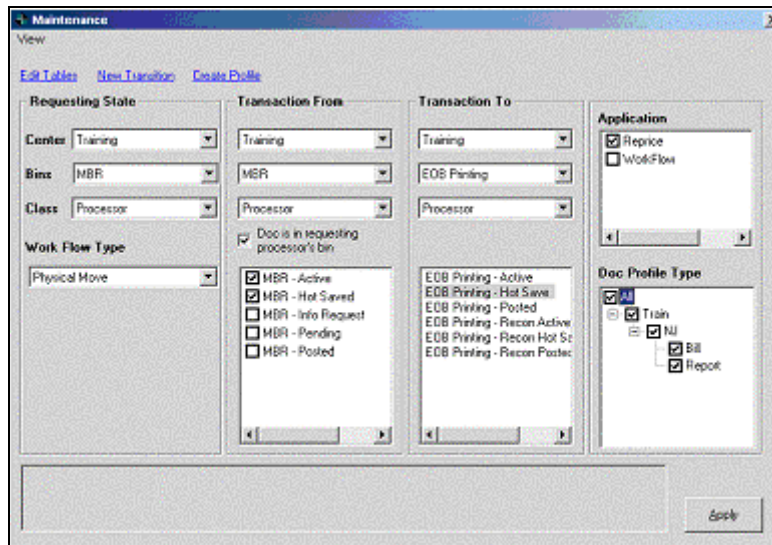 Maintenance
View
Edit Tables New Transition Create Profile
Requesting State
Center Training
Bins MBR
Class Processor
Work Flow Type
Physical Move
Transaction From
Training
MBR
Processor
Doc is in requesting
processor's bin
MBR - Active
MBR - Hot Saved
MBR - Info Request
MBR - Pending
MBR - Posted
Transaction To
Training
EOB Printing
Processor
EOB Printing - Active
EOB Printing - Hot Save
EOB Printing - Posted
EOB Printing - Recon Active
EOB Printing - Recon Hot Sa
EOB Printing - Recon Posted
Application
Reprice
WorkFlow
Doc Profile Type
All
Train
NJ
Bill
Report
Apply